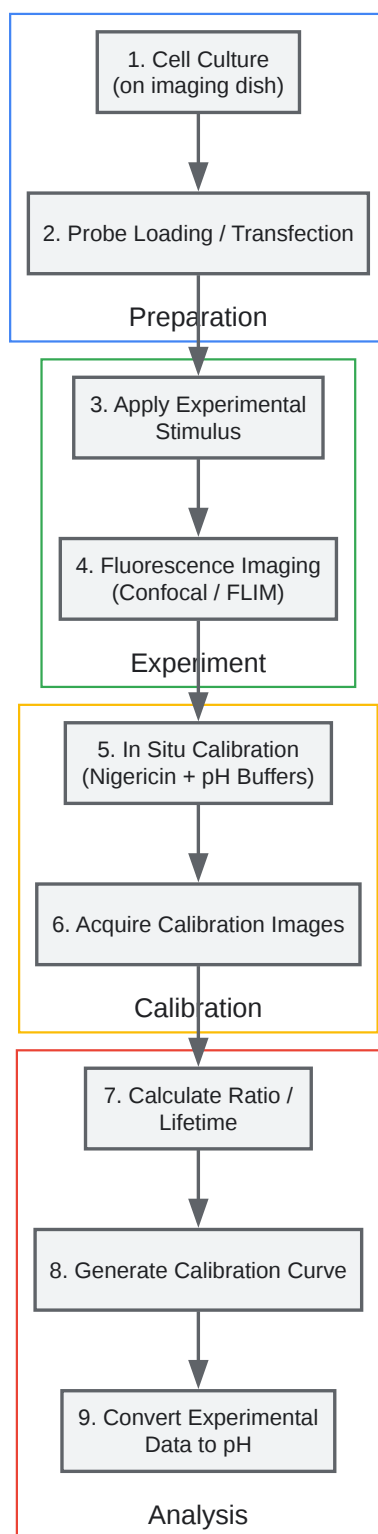 1. Cell Culture
(on imaging dish)
2. Probe Loading / Transfection
Preparation
3. Apply Experimental
Stimulus
4. Fluorescence Imaging
(Confocal / FLIM)
Experiment
5. In Situ Calibration
(Nigericin + pH Buffers)
6. Acquire Calibration Images
Calibration
7. Calculate Ratio /
Lifetime
8. Generate Calibration Curve
9. Convert Experimental
Data to pH
Analysis